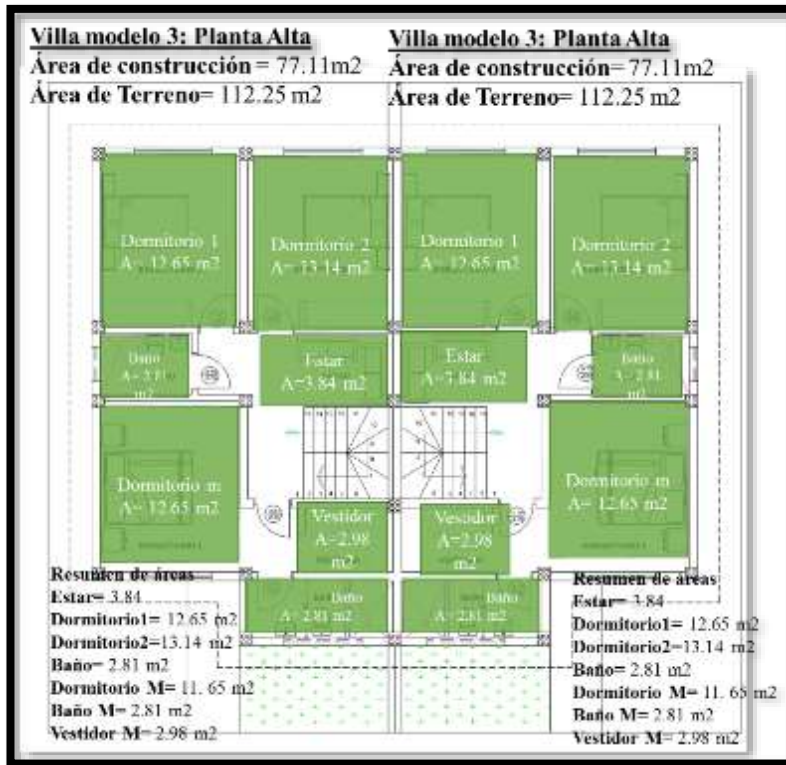 Villa modelo 3: Planta Alta
Área de construcción = 77.11m2
Área de Terreno= 112.25 m2
Villa modelo 3: Planta Alta
Área de construcción= 77.11m2
Área de Terreno= 112.25 m2
Dormitorio 1
A= 12.65 m2
Dormitorio 2
A= 13.14 m2
Dormitorio 1
A= 12.65 m2
Dormitorio 2
A= 13.14 m2
Baño
A= 2.81
m2
Estar
A=3.84 m2
Estar
A=3.84 m2
Baño
A= 2.81
m2
Dormitorio m
A= 12.65 m2
Dormitorio m
A= 12.65 m2
Vestidor
A=2.98
m2
Vestidor
A=2.98
m2
Baño
A= 2.81 m2
Baño
A= 2.81 m2
Resumen de áreas
Estar= 3.84
Dormitorio1= 12.65 m2
Dormitorio2=13.14 m2
Baño= 2.81 m2
Dormitorio M= 11. 65 m2
Baño M= 2.81 m2
Vestidor M= 2.98 m2
Resumen de áreas
Estar= 3.84
Dormitorio1= 12.65 m2
Dormitorio2=13.14 m2
Baño= 2.81 m2
Dormitorio M= 11. 65 m2
Baño M= 2.81 m2
Vestidor M= 2.98 m2